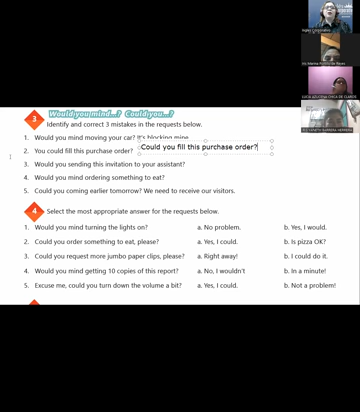 Would you mind...? Could you...?
3 Identify and correct 3 mistakes in the requests below.
1. Would you mind moving your car? It's blocking mine.
2. You could fill this purchase order? Could you fill this purchase order?
3. Would you sending this invitation to your assistant?
4. Would you mind ordering something to eat?
5. Could you coming earlier tomorrow? We need to receive our visitors.
4 Select the most appropriate answer for the requests below.
1. Would you mind turning the lights on? a. No problem. b. Yes, I would.
2. Could you order something to eat, please? a. Yes, I could. b. Is pizza OK?
3. Could you request more jumbo paper clips, please? a. Right away! b. I could do it.
4. Would you mind getting 10 copies of this report? a. No, I wouldn't b. In a minute!
5. Excuse me, could you turn down the volume a bit? a. Yes, I could. b. Not a problem!